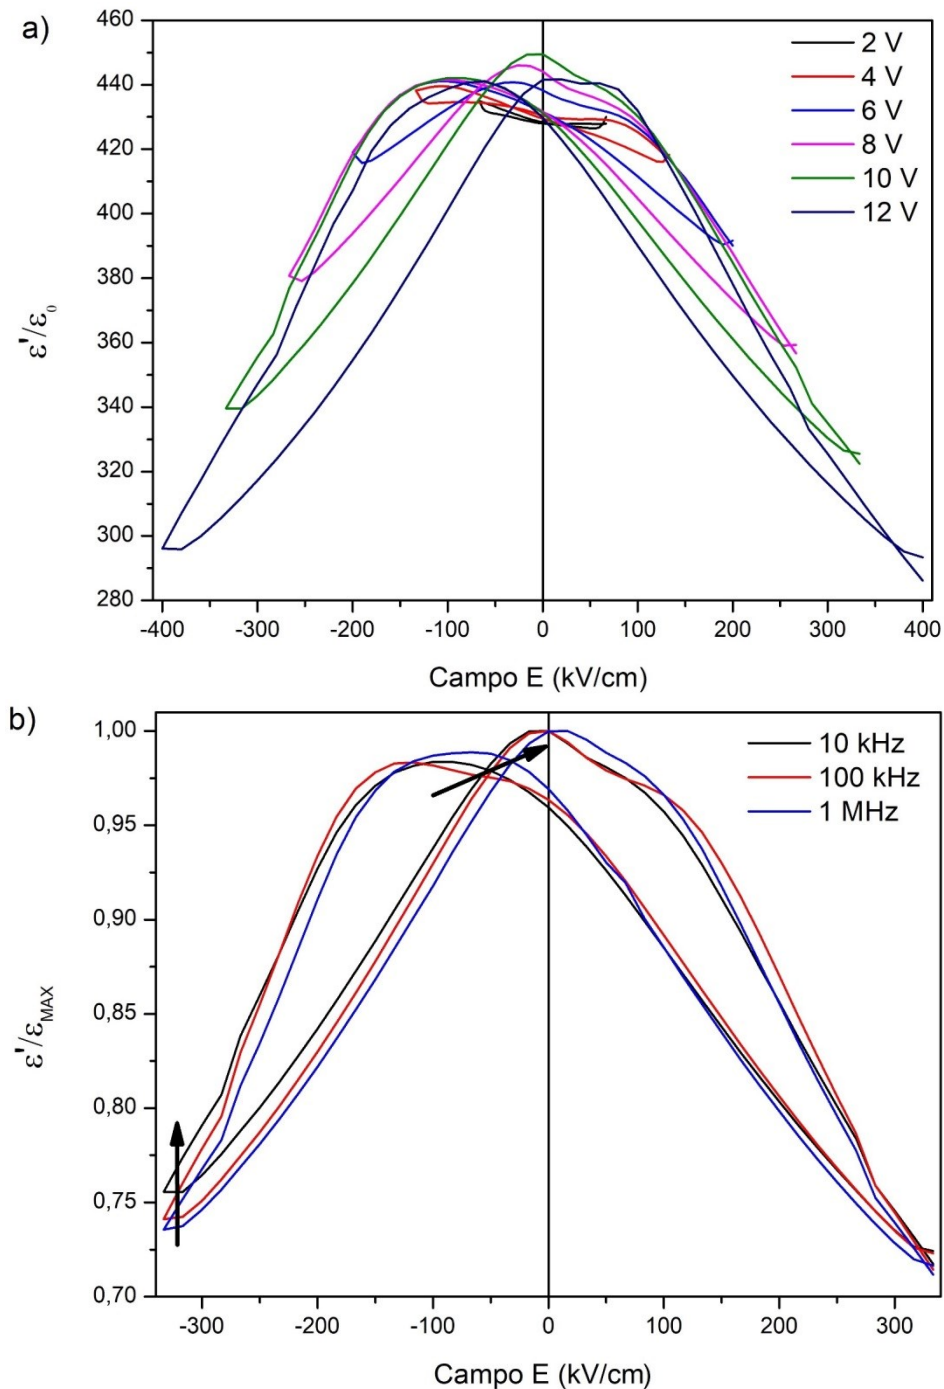 a)
460
440
420
400
380
360
340
320
300
280
ε'/ε₀
2 V
4 V
6 V
8 V
10 V
12 V
-400 -300 -200 -100 0 100 200 300 400
Campo E (kV/cm)
b)
1,00
0,95
0,90
0,85
0,80
0,75
0,70
ε'/ε_MAX
10 kHz
100 kHz
1 MHz
-300 -200 -100 0 100 200 300
Campo E (kV/cm)